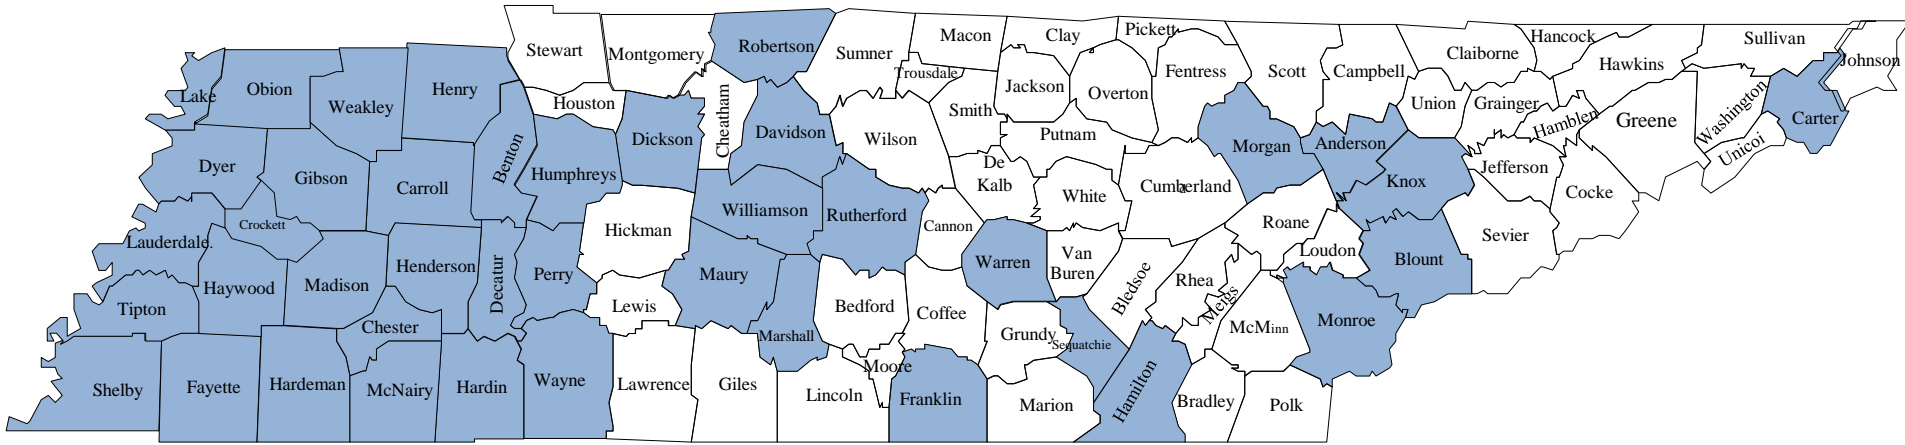 Stewart
Montgomery
Robertson
Sumner
Macon
Clay
Pickett
Hancock
Sullivan
Johnson
Lake
Obion
Weakley
Henry
Houston
Cheatham
Trousdale
Jackson
Overton
Fentress
Scott
Campbell
Claiborne
Hawkins
Union
Grainger
Hamblen
Greene
Washington
Unicoi
Carter
Dyer
Gibson
Carroll
Benton
Humphreys
Dickson
Davidson
Wilson
Smith
Putnam
De
Kalb
White
Cumberland
Morgan
Anderson
Knox
Jefferson
Cocke
Lauderdale.
Crockett
Hickman
Williamson
Rutherford
Cannon
Warren
Van
Buren
Bledsoe
Rhea
Meigs
Roane
Loudon
Blount
Sevier
Tipton
Haywood
Madison
Henderson
Decatur
Perry
Lewis
Maury
Marshall
Bedford
Coffee
Grundy
Sequatchie
McMinn
Monroe
Chester
Shelby
Fayette
Hardeman
McNairy
Hardin
Wayne
Lawrence
Giles
Lincoln
Moore
Franklin
Marion
Hamilton
Bradley
Polk